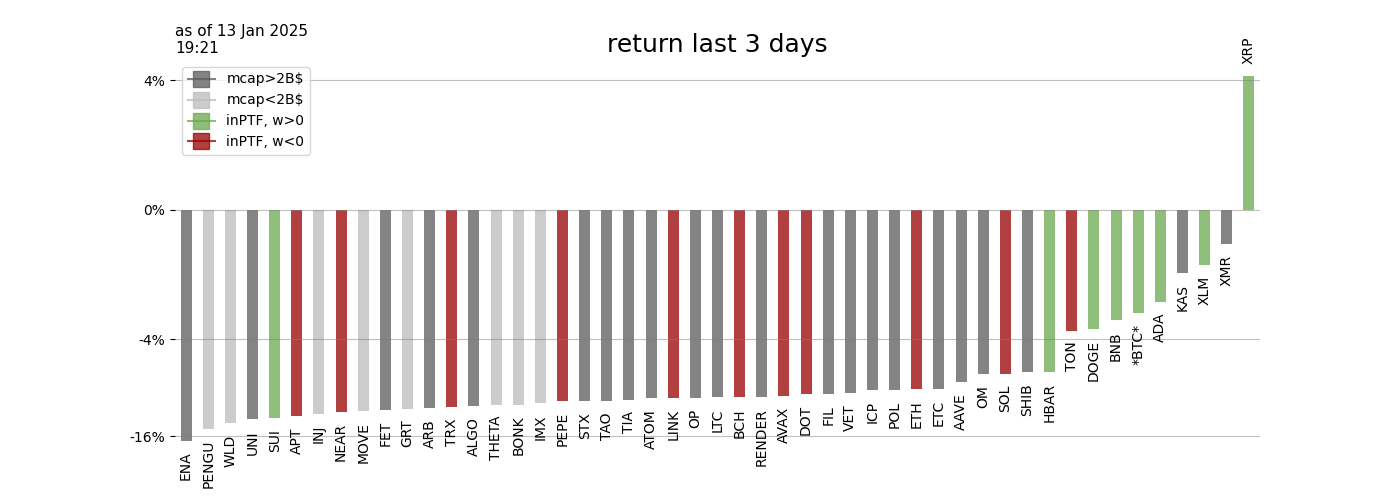 as of 13 Jan 2025
19:21
return last 3 days
mcap>2B$
mcap<2B$
inPTF, w>0
inPTF, w<0
4%
0%
-4%
-16%
ENA
PENGU
WLD
UNI
SUI
APT
INJ
NEAR
MOVE
FET
GRT
ARB
TRX
ALGO
THETA
BONK
IMX
PEPE
STX
TAO
TIA
ATOM
LINK
OP
LTC
BCH
RENDER
AVAX
DOT
FIL
VET
ICP
POL
ETH
ETC
AAVE
OM
SOL
SHIB
HBAR
TON
DOGE
BNB
*BTC*
ADA
KAS
XLM
XMR
XRP